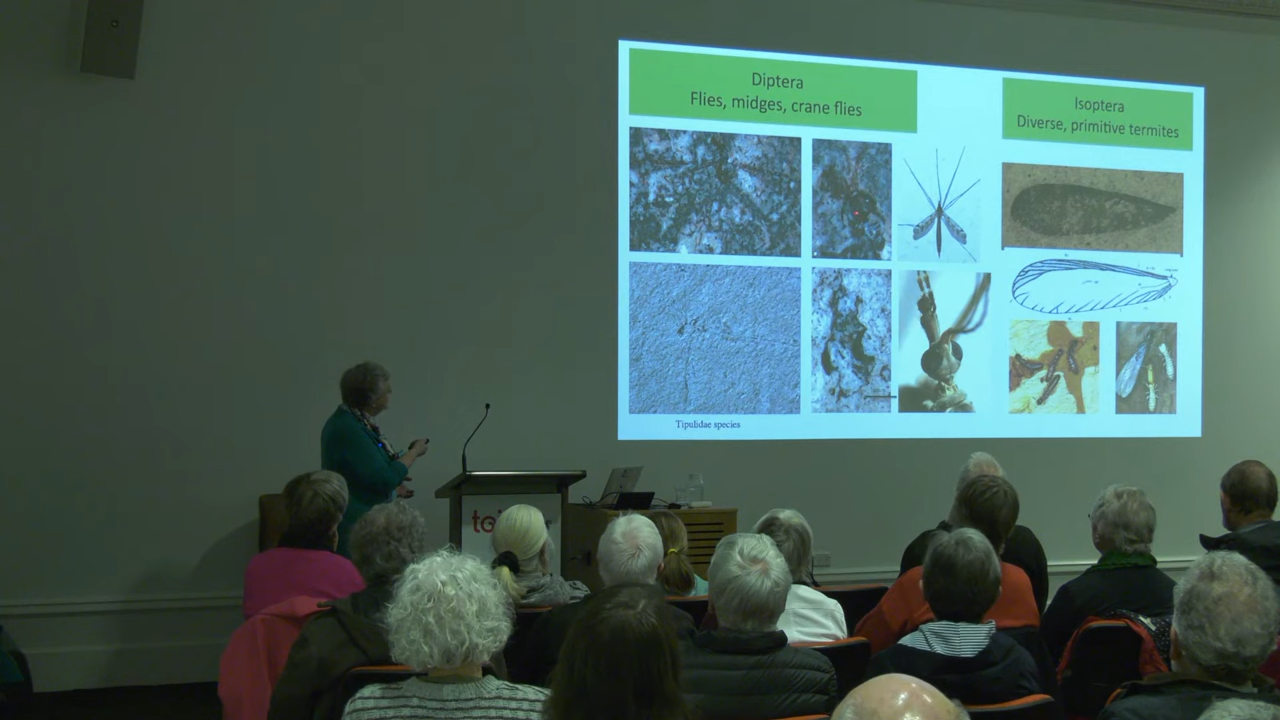 Diptera
Flies, midges, crane flies
Isoptera
Diverse, primitive termites
Tipulidae species